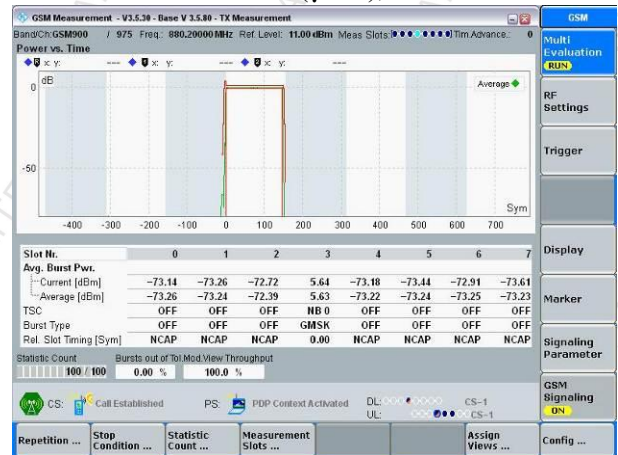 GSM Measurement - V3.5.30 - Base V 3.5.80 - TX Measurement
GSM
Band/Ch: GSM900 / 975 Freq.: 880.20000 MHz Ref. Level: 11.00 dBm Meas Slots: Tim.Advance.: 0
Power vs. Time
x: y: --- x: y: --- x: y: ---
dB
Average
0
-50
Sym
-400 -300 -200 -100 0 100 200 300 400 500 600 700
Slot Nr. 0 1 2 3 4 5 6 7
Avg. Burst Pwr.
Current [dBm] -73.14 -73.26 -72.72 5.64 -73.18 -73.44 -72.91 -73.61
Average [dBm] -73.26 -73.24 -72.39 5.63 -73.22 -73.24 -73.25 -73.23
TSC OFF OFF OFF NB 0 OFF OFF OFF OFF
Burst Type OFF OFF OFF GMSK OFF OFF OFF OFF
Rel. Slot Timing [Sym] NCAP NCAP NCAP 0.00 NCAP NCAP NCAP NCAP
Statistic Count Bursts out of Tol. Mod.View Throughput
100 / 100 0.00 % 100.0 %
CS: Call Established PS: PDP Context Activated DL: CS-1
UL: CS-1
Multi Evaluation
RUN
RF Settings
Trigger
Display
Marker
Signaling Parameter
GSM Signaling
ON
Repetition ... Stop Condition ... Statistic Count ... Measurement Slots ... Assign Views ... Config ...